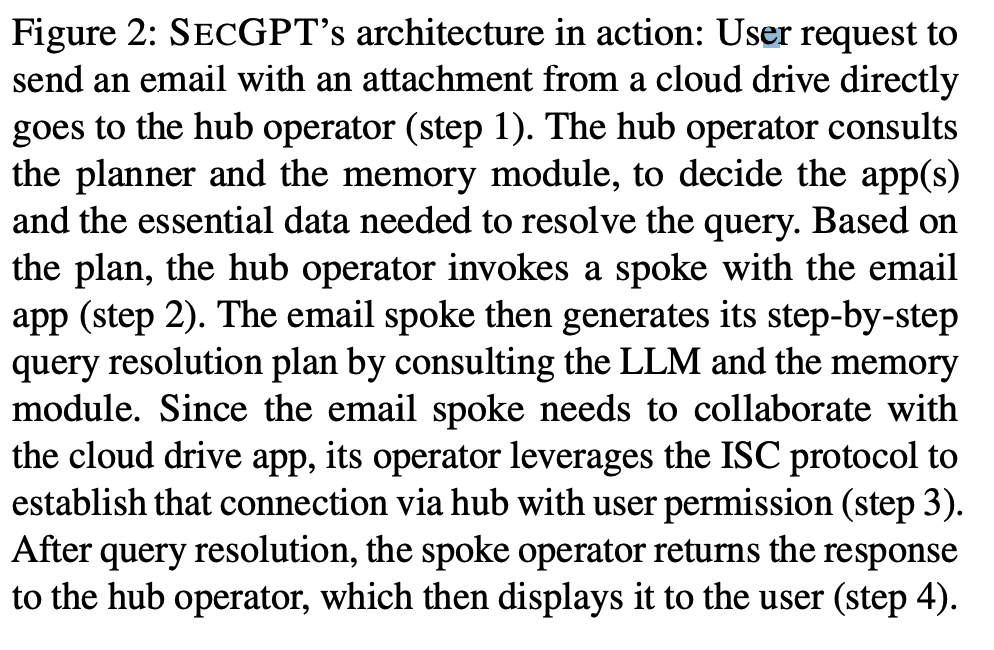 Figure 2: SECGPT's architecture in action: User request to
send an email with an attachment from a cloud drive directly
goes to the hub operator (step 1). The hub operator consults
the planner and the memory module, to decide the app(s)
and the essential data needed to resolve the query. Based on
the plan, the hub operator invokes a spoke with the email
app (step 2). The email spoke then generates its step-by-step
query resolution plan by consulting the LLM and the memory
module. Since the email spoke needs to collaborate with
the cloud drive app, its operator leverages the ISC protocol to
establish that connection via hub with user permission (step 3).
After query resolution, the spoke operator returns the response
to the hub operator, which then displays it to the user (step 4).